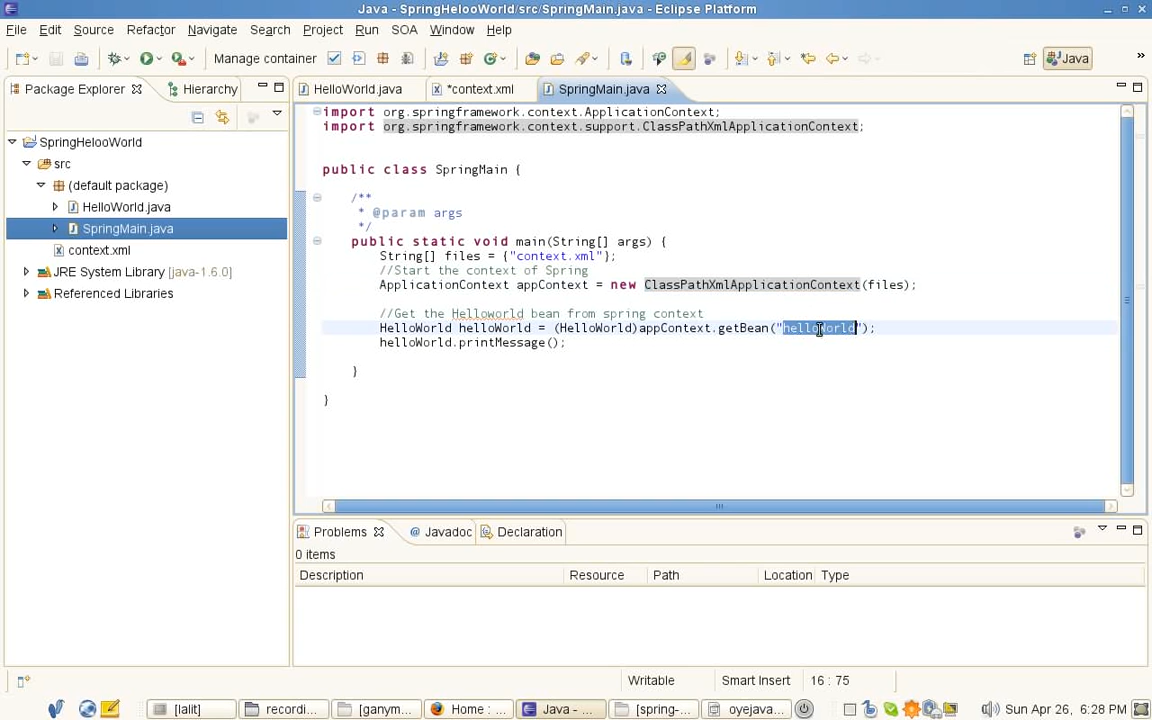 Java - SpringHelooWorld/src/SpringMain.java - Eclipse Platform
File Edit Source Refactor Navigate Search Project Run SOA Window Help
Manage container
Java
»
Package Explorer
Hierarchy
HelloWorld.java
*context.xml
SpringMain.java
SpringHelooWorld
src
(default package)
HelloWorld.java
SpringMain.java
context.xml
JRE System Library [java-1.6.0]
Referenced Libraries
import org.springframework.context.ApplicationContext;
import org.springframework.context.support.ClassPathXmlApplicationContext;
public class SpringMain {
/**
* @param args
*/
public static void main(String[] args) {
String[] files = {"context.xml"};
//Start the context of Spring
ApplicationContext appContext = new ClassPathXmlApplicationContext(files);
//Get the Helloworld bean from spring context
HelloWorld helloWorld = (HelloWorld)appContext.getBean("helloWorld");
helloWorld.printMessage();
}
}
Problems
@ Javadoc
Declaration
0 items
Description Resource Path Location Type
Writable Smart Insert 16 : 75
[lalit] recordi... [ganym... Home : ... Java - ... [spring-... oyejava... Sun Apr 26, 6:28 PM